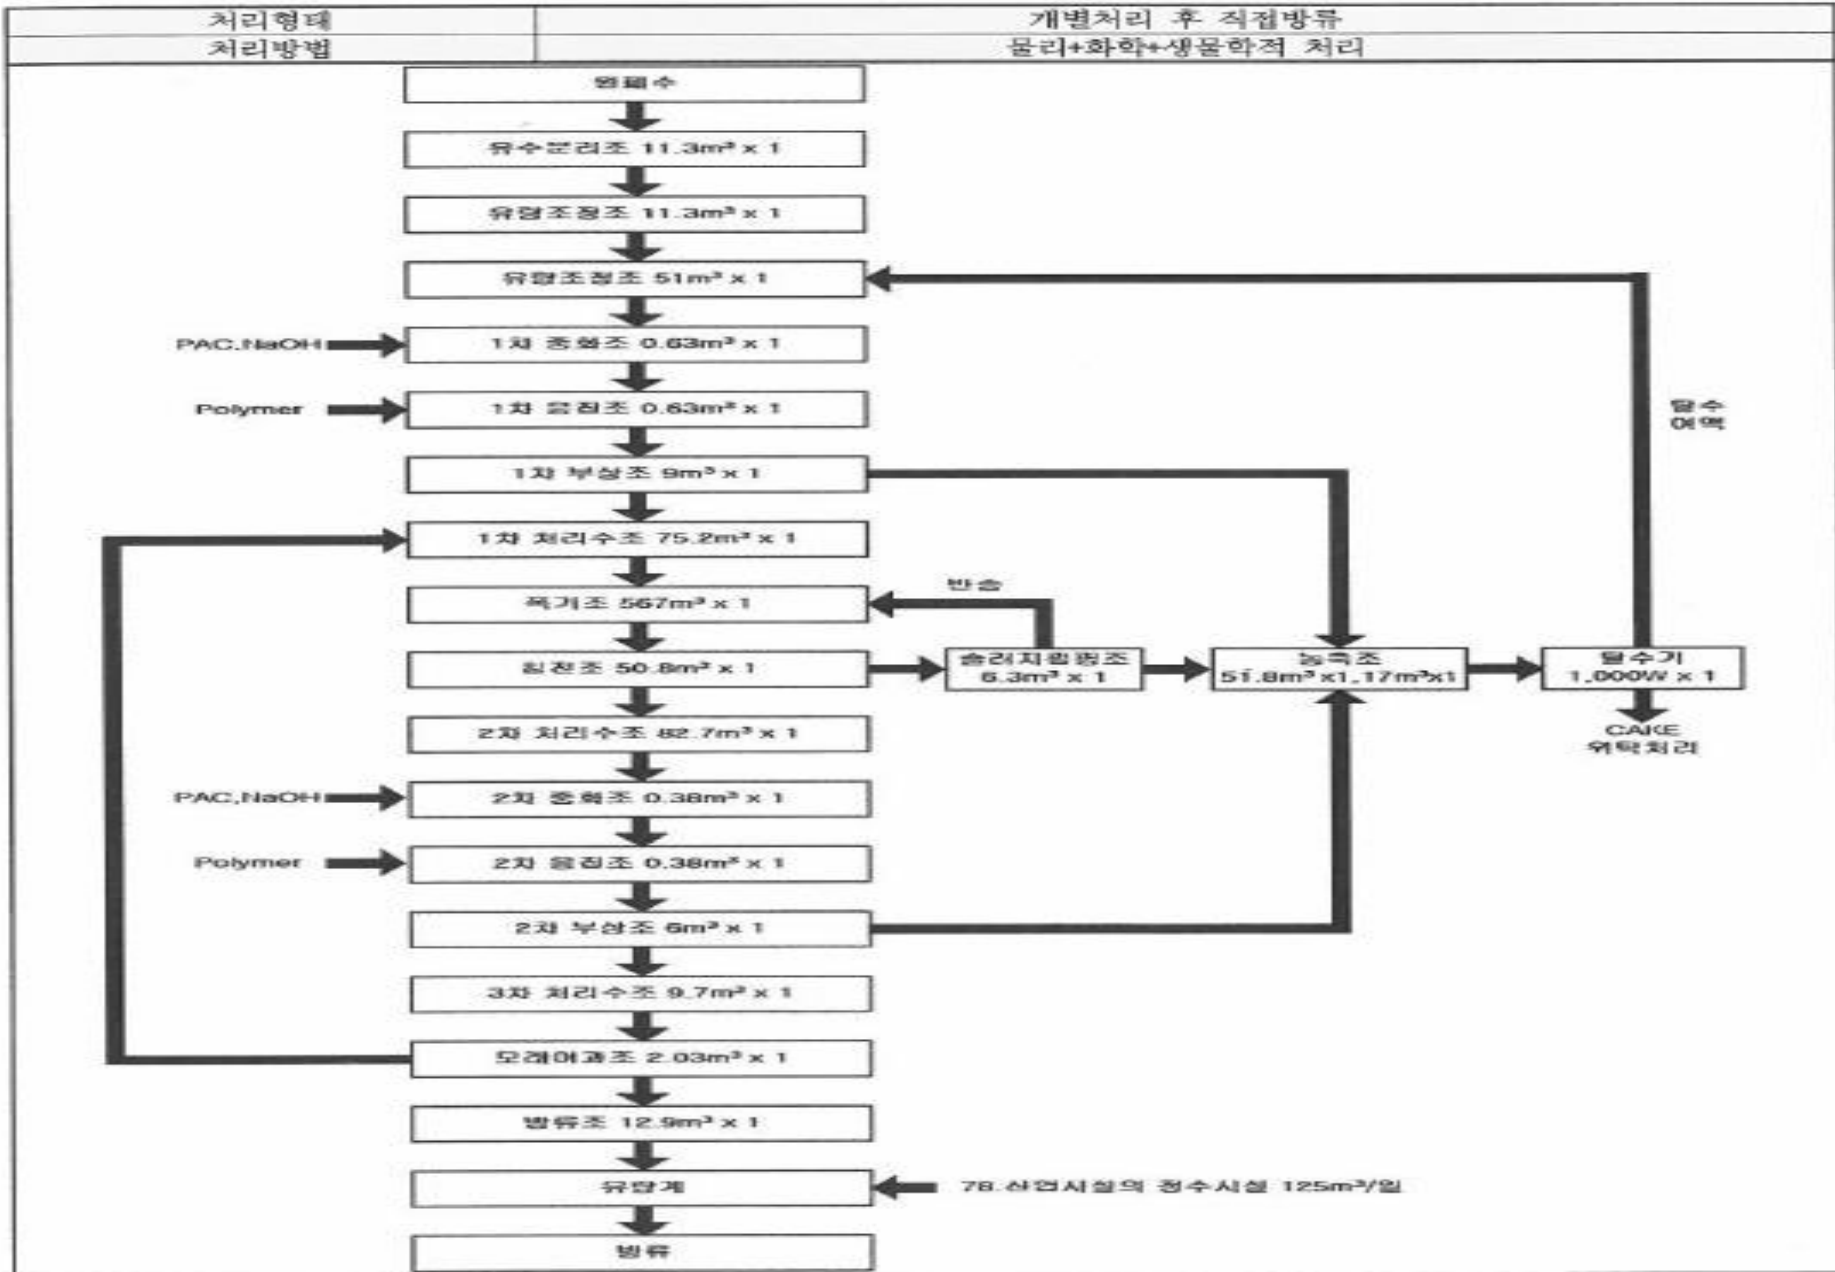 처리형태 개별처리 후 직접방류
처리방법 물리+화학+생물학적 처리
원폐수
유수분리조 11.3m³ x 1
유량조정조 11.3m³ x 1
유량조정조 51m³ x 1
PAC,NaOH 1차 중화조 0.63m³ x 1
Polymer 1차 응집조 0.63m³ x 1
탈수
여액
1차 부상조 9m³ x 1
1차 처리수조 75.2m³ x 1
반송
폭기조 567m³ x 1
침전조 50.8m³ x 1
슬러지펌핑조
6.3m³ x 1
농축조
51.8m³x1,17m³x1
탈수기
1,000W x 1
CAKE
위탁처리
2차 처리수조 82.7m³ x 1
PAC,NaOH 2차 중화조 0.38m³ x 1
Polymer 2차 응집조 0.38m³ x 1
2차 부상조 6m³ x 1
3차 처리수조 9.7m³ x 1
모래여과조 2.03m³ x 1
방류조 12.9m³ x 1
유량계 78.산업시설의 정수시설 125m³/일
방류